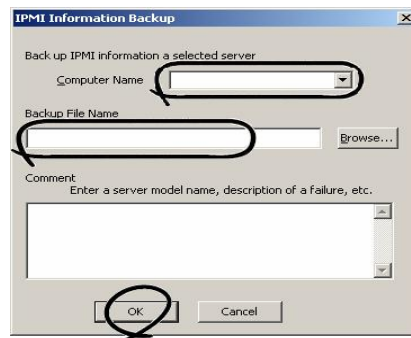 IPMI Information Backup
Back up IPMI information a selected server
Computer Name
Backup File Name
Browse...
Comment
Enter a server model name, description of a failure, etc.
OK
Cancel